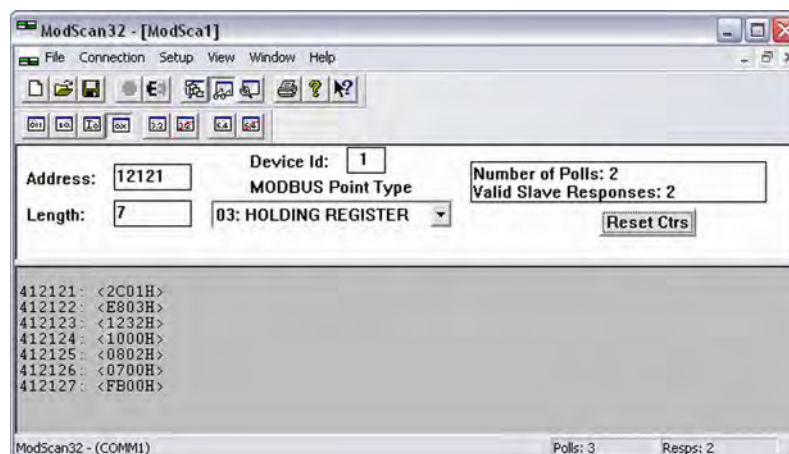 ModScan32 - [ModSca1]
File Connection Setup View Window Help
Address: 12121
Device Id: 1
MODBUS Point Type
Length: 7
03: HOLDING REGISTER
Number of Polls: 2
Valid Slave Responses: 2
Reset Ctrs
412121: <2C01H>
412122: <E803H>
412123: <1232H>
412124: <1000H>
412125: <0802H>
412126: <0700H>
412127: <FB00H>
ModScan32 - (COMM1)
Polls: 3
Resps: 2